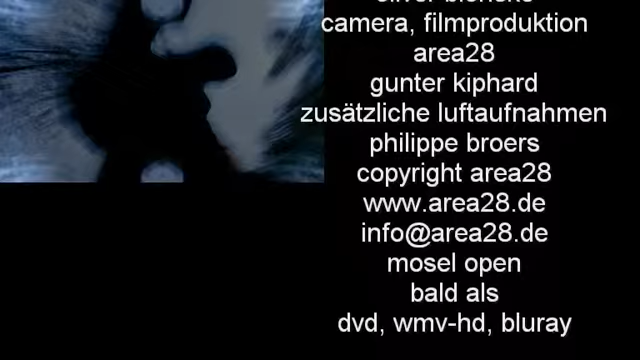 camera, filmproduktion
area28
gunter kiphard
zusätzliche luftaufnahmen
philippe broers
copyright area28
www.area28.de
info@area28.de
mosel open
bald als
dvd, wmv-hd, bluray